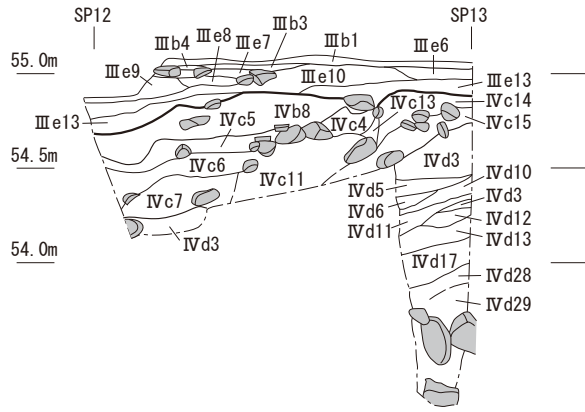 SP12
SP13
Ⅲb4
Ⅲe8
Ⅲe7
Ⅲb3
Ⅲb1
Ⅲe6
55.0m
Ⅲe9
Ⅲe10
Ⅲe13
Ⅳc13
Ⅳc14
Ⅲe13
Ⅳc5
Ⅳb8
Ⅳc4
Ⅳc15
54.5m
Ⅳc6
Ⅳc11
Ⅳd3
Ⅳd10
Ⅳc7
Ⅳd5
Ⅳd3
Ⅳd6
Ⅳd12
Ⅳd11
Ⅳd13
Ⅳd3
54.0m
Ⅳd17
Ⅳd28
Ⅳd29